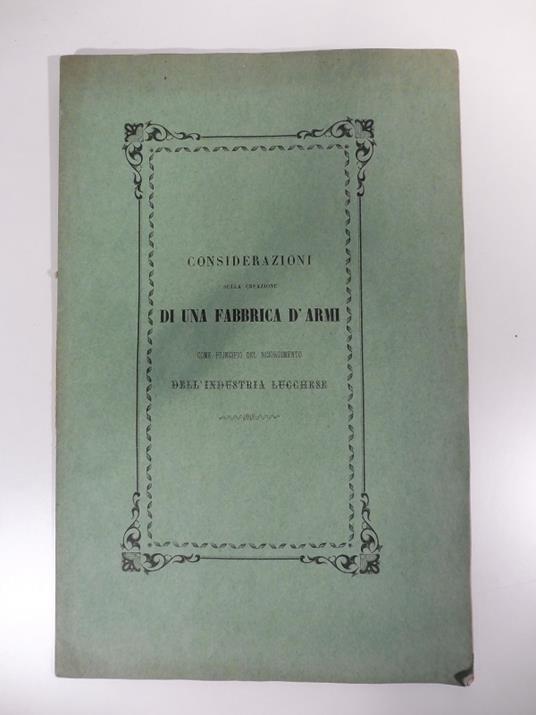 CONSIDERAZIONI
SULLA CREAZIONE
DI UNA FABBRICA D'ARMI
COME PRINCIPIO DEL RISORGIMENTO
DELL'INDUSTRIA LUCCHESE